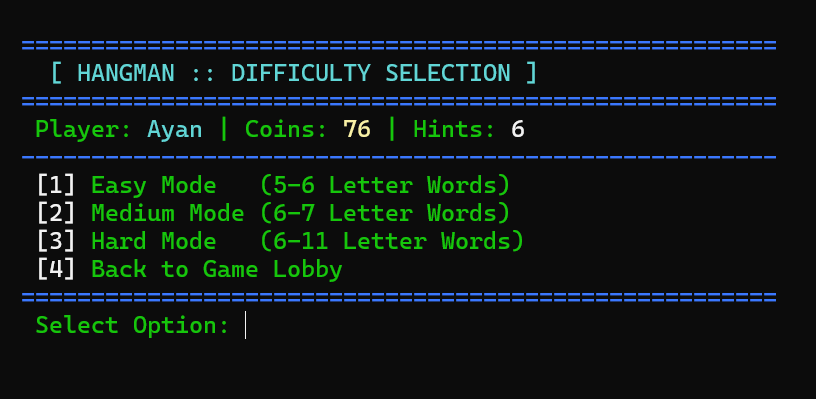 ======================================================
[ HANGMAN :: DIFFICULTY SELECTION ]
======================================================
Player: Ayan | Coins: 76 | Hints: 6
------------------------------------------------------
[1] Easy Mode   (5-6 Letter Words)
[2] Medium Mode (6-7 Letter Words)
[3] Hard Mode   (6-11 Letter Words)
[4] Back to Game Lobby
======================================================
Select Option: